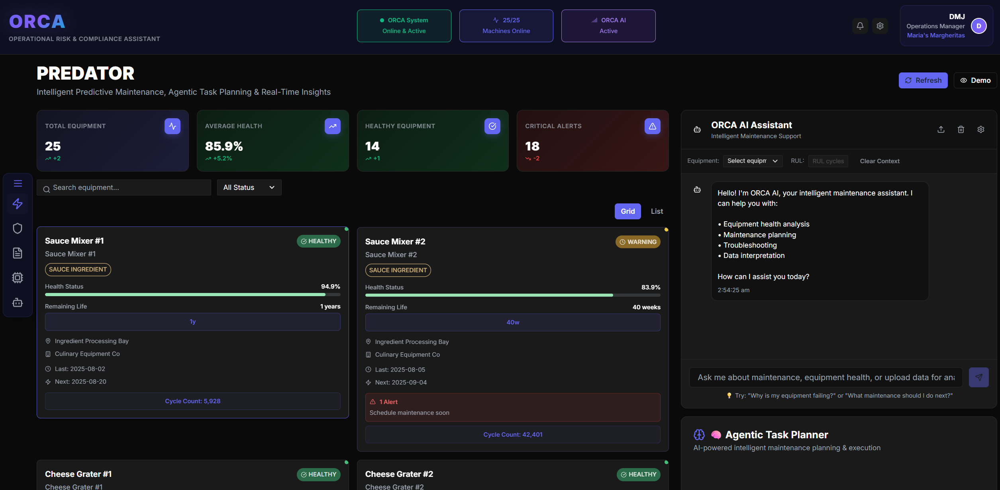 ORCA
OPERATIONAL RISK & COMPLIANCE ASSISTANT
ORCA System
Online & Active
25/25
Machines Online
ORCA AI
Active
DMJ
Operations Manager
Maria's Margheritas
D
PREDATOR
Intelligent Predictive Maintenance, Agentic Task Planning & Real-Time Insights
Refresh
Demo
TOTAL EQUIPMENT
25
+2
AVERAGE HEALTH
85.9%
+5.2%
HEALTHY EQUIPMENT
14
+1
CRITICAL ALERTS
18
-2
Search equipment...
All Status
Grid
List
Sauce Mixer #1
HEALTHY
Sauce Mixer #1
SAUCE INGREDIENT
Health Status
94.9%
Remaining Life
1 years
1y
Ingredient Processing Bay
Culinary Equipment Co
Last: 2025-08-02
Next: 2025-08-20
Cycle Count: 5,928
Sauce Mixer #2
WARNING
Sauce Mixer #2
SAUCE INGREDIENT
Health Status
83.9%
Remaining Life
40 weeks
40w
Ingredient Processing Bay
Culinary Equipment Co
Last: 2025-08-05
Next: 2025-09-04
1 Alert
Schedule maintenance soon
Cycle Count: 42,401
Cheese Grater #1
HEALTHY
Cheese Grater #1
Cheese Grater #2
HEALTHY
Cheese Grater #2
ORCA AI Assistant
Intelligent Maintenance Support
Equipment:
Select equipm
RUL:
RUL cycles
Clear Context
Hello! I'm ORCA AI, your intelligent maintenance assistant. I
can help you with:
• Equipment health analysis
• Maintenance planning
• Troubleshooting
• Data interpretation
How can I assist you today?
2:54:25 am
Ask me about maintenance, equipment health, or upload data for ana
Try: "Why is my equipment failing?" or "What maintenance should I do next?"
Agentic Task Planner
AI-powered intelligent maintenance planning & execution